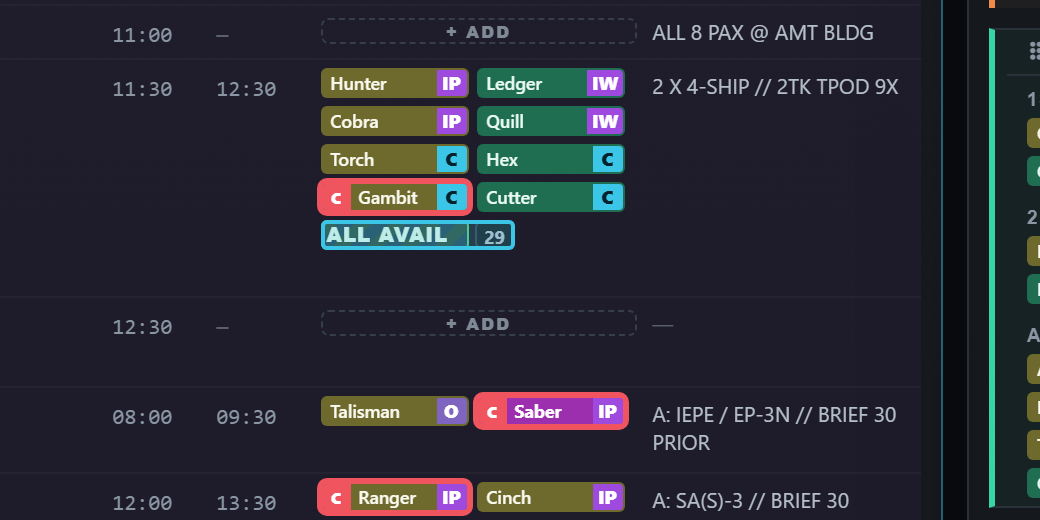 11:00 — + ADD ALL 8 PAX @ AMT BLDG
11:30 12:30 Hunter IP Ledger IW 2 X 4-SHIP // 2TK TPOD 9X
Cobra IP Quill IW
Torch C Hex C
c Gambit C Cutter C
ALL AVAIL 29
12:30 — + ADD —
08:00 09:30 Talisman O c Saber IP A: IEPE / EP-3N // BRIEF 30
PRIOR
12:00 13:30 c Ranger IP Cinch IP A: SA(S)-3 // BRIEF 30
1
2
A